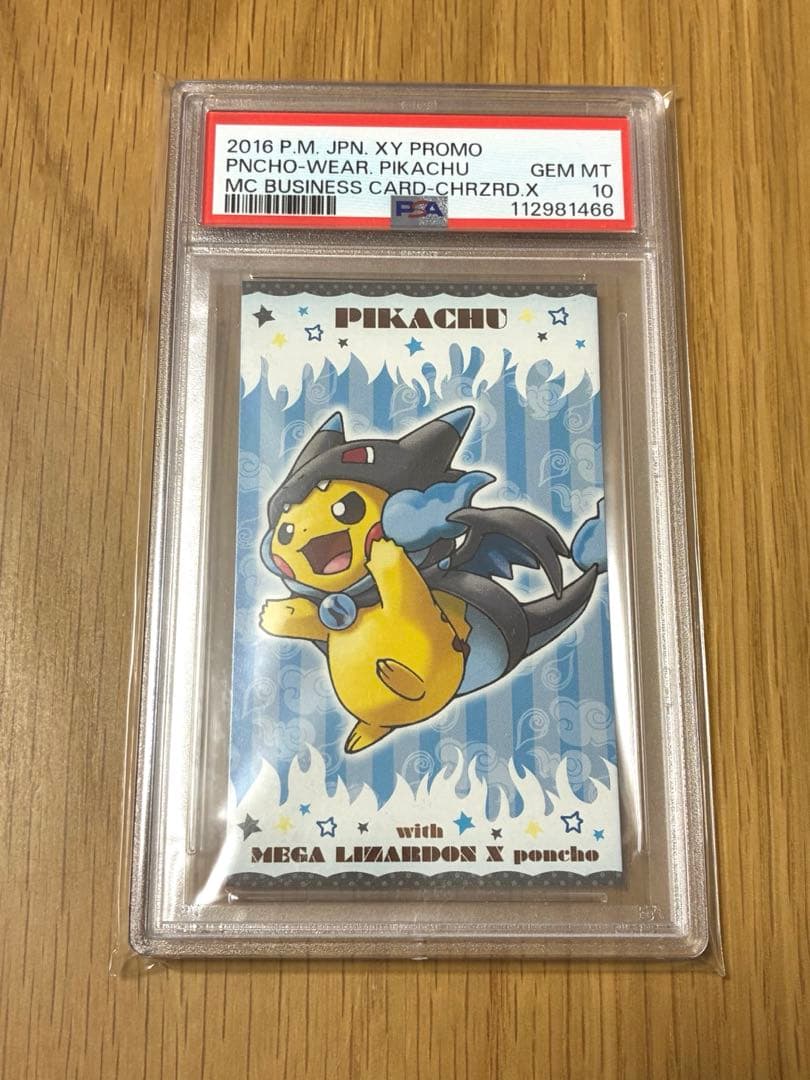 2016 P.M. JPN. XY PROMO
PNCHO-WEAR. PIKACHU GEM MT
MC BUSINESS CARD-CHRZRD.X 10
PSA 112981466
PIKACHU
with
MEGA LIZARDON X poncho